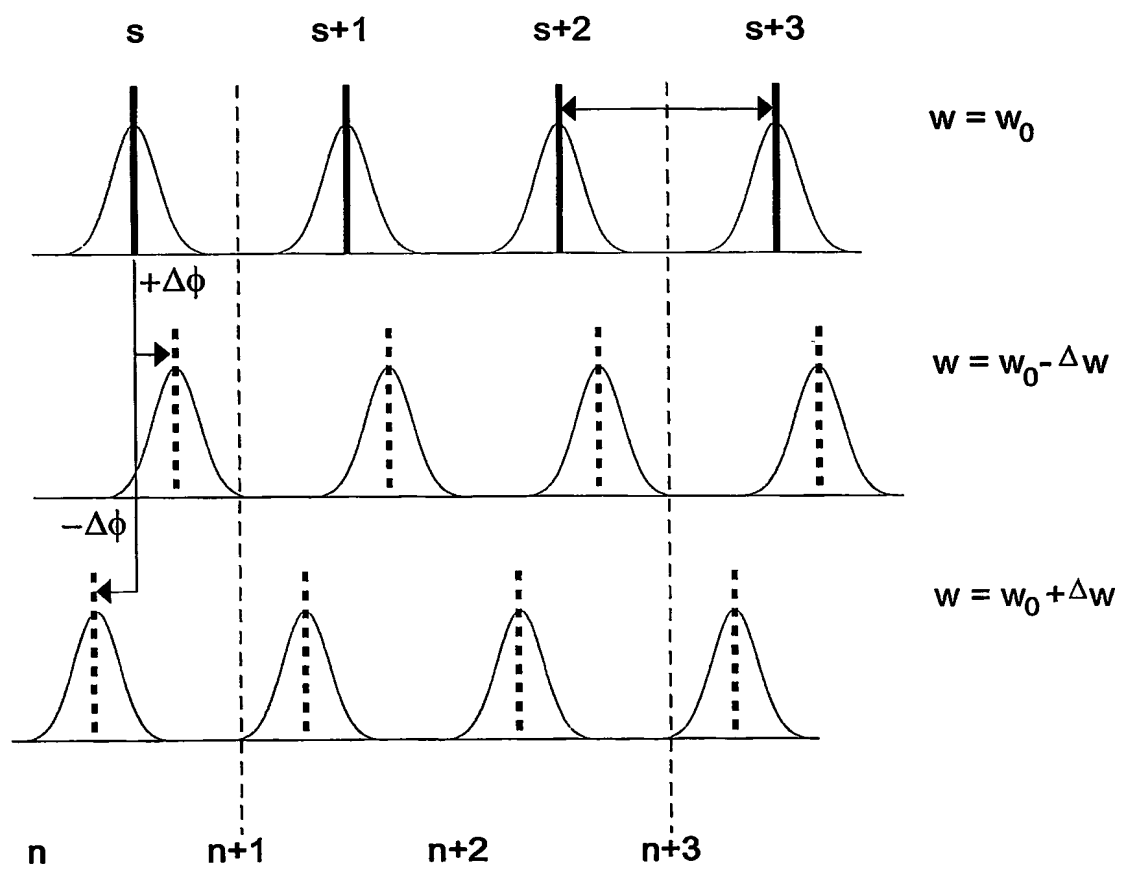 s s+1 s+2 s+3
w = w₀
+Δϕ
w = w₀- Δw
−Δϕ
w = w₀ + Δw
n n+1 n+2 n+3